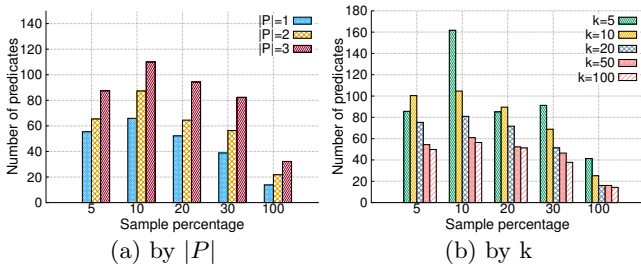 Number of predicates
140
120
100
80
60
40
20
0
|P|=1
|P|=2
|P|=3
5 10 20 30 100
Sample percentage
(a) by |P|
Number of predicates
180
160
140
120
100
80
60
40
20
0
k=5
k=10
k=20
k=50
k=100
5 10 20 30 100
Sample percentage
(b) by k